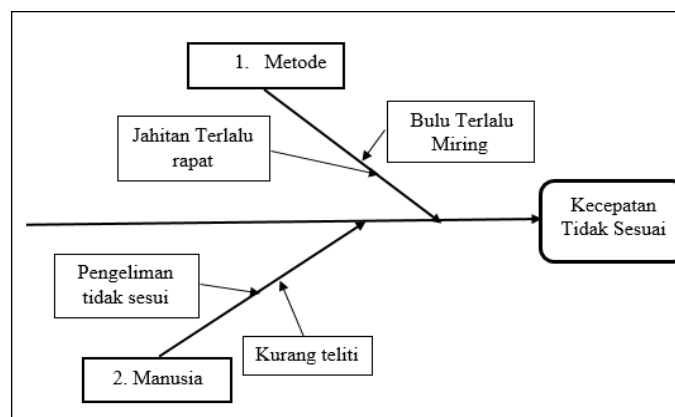 1. Metode
Jahitan Terlalu
rapat
Bulu Terlalu
Miring
Kecepatan
Tidak Sesuai
Pengeliman
tidak sesui
Kurang teliti
2. Manusia